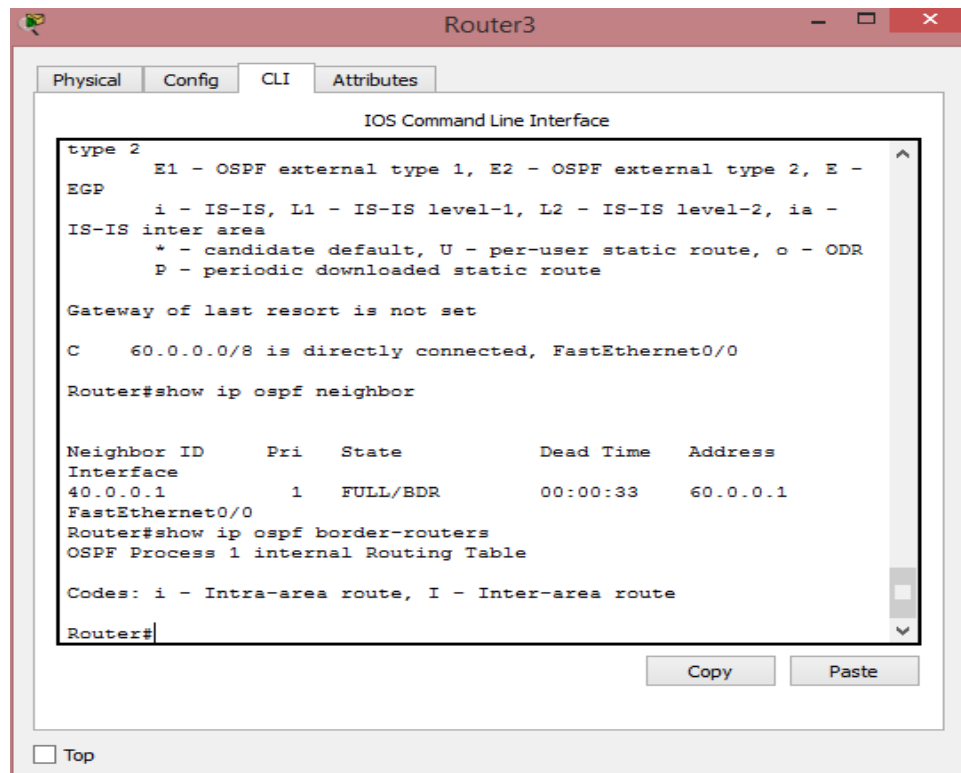 Router3
Physical Config CLI Attributes
IOS Command Line Interface
type 2
E1 - OSPF external type 1, E2 - OSPF external type 2, E -
EGP
i - IS-IS, L1 - IS-IS level-1, L2 - IS-IS level-2, ia -
IS-IS inter area
* - candidate default, U - per-user static route, o - ODR
P - periodic downloaded static route
Gateway of last resort is not set
C 60.0.0.0/8 is directly connected, FastEthernet0/0
Router#show ip ospf neighbor
Neighbor ID Pri State Dead Time Address
Interface
40.0.0.1 1 FULL/BDR 00:00:33 60.0.0.1
FastEthernet0/0
Router#show ip ospf border-routers
OSPF Process 1 internal Routing Table
Codes: i - Intra-area route, I - Inter-area route
Router#
Copy Paste
Top